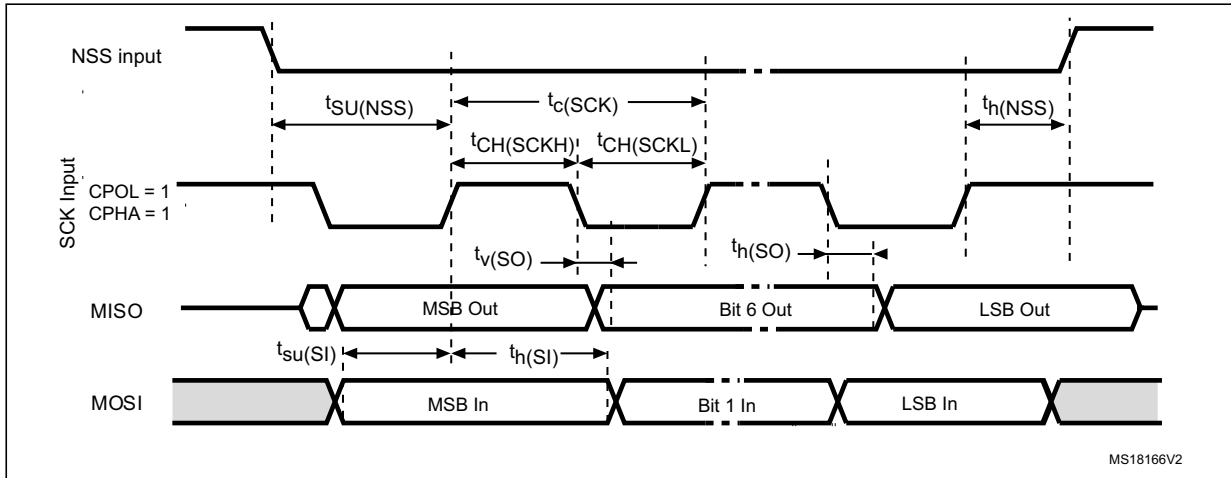 NSS input
tSU(NSS)
tc(SCK)
th(NSS)
tCH(SCKH)
tCH(SCKL)
SCK Input
CPOL = 1
CPHA = 1
tv(SO)
th(SO)
MISO
MSB Out
Bit 6 Out
LSB Out
tsu(SI)
th(SI)
MOSI
MSB In
Bit 1 In
LSB In
MS18166V2